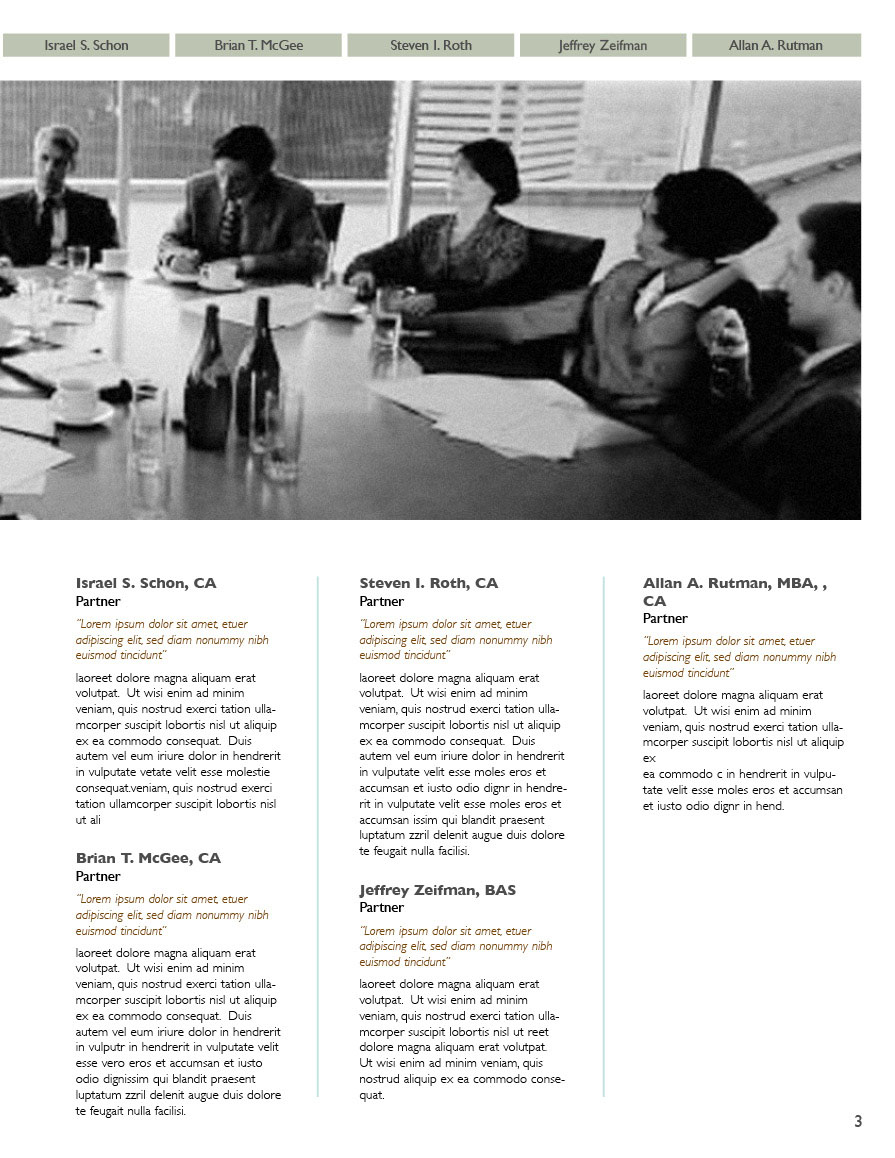 Israel S. Schon
Brian T. McGee
Steven I. Roth
Jeffrey Zeifman
Allan A. Rutman
Israel S. Schon, CA
Partner
“Lorem ipsum dolor sit amet, etuer
adipiscing elit, sed diam nonummy nibh
euismod tincidunt”
laoreet dolore magna aliquam erat
volutpat.  Ut wisi enim ad minim
veniam, quis nostrud exerci tation ulla-
mcorper suscipit lobortis nisl ut aliquip
ex ea commodo consequat.  Duis
autem vel eum iriure dolor in hendrerit
in vulputate vetate velit esse molestie
consequat.veniam, quis nostrud exerci
tation ullamcorper suscipit lobortis nisl
ut ali
Brian T. McGee, CA
Partner
“Lorem ipsum dolor sit amet, etuer
adipiscing elit, sed diam nonummy nibh
euismod tincidunt”
laoreet dolore magna aliquam erat
volutpat.  Ut wisi enim ad minim
veniam, quis nostrud exerci tation ulla-
mcorper suscipit lobortis nisl ut aliquip
ex ea commodo consequat.  Duis
autem vel eum iriure dolor in hendrerit
in vulputr in hendrerit in vulputate velit
esse vero eros et accumsan et iusto
odio dignissim qui blandit praesent
luptatum zzril delenit augue duis dolore
te feugait nulla facilisi.
Steven I. Roth, CA
Partner
“Lorem ipsum dolor sit amet, etuer
adipiscing elit, sed diam nonummy nibh
euismod tincidunt”
laoreet dolore magna aliquam erat
volutpat.  Ut wisi enim ad minim
veniam, quis nostrud exerci tation ulla-
mcorper suscipit lobortis nisl ut aliquip
ex ea commodo consequat.  Duis
autem vel eum iriure dolor in hendrerit
in vulputate velit esse moles eros et
accumsan et iusto odio dignr in hendre-
rit in vulputate velit esse moles eros et
accumsan issim qui blandit praesent
luptatum zzril delenit augue duis dolore
te feugait nulla facilisi.
Jeffrey Zeifman, BAS
Partner
“Lorem ipsum dolor sit amet, etuer
adipiscing elit, sed diam nonummy nibh
euismod tincidunt”
laoreet dolore magna aliquam erat
volutpat.  Ut wisi enim ad minim
veniam, quis nostrud exerci tation ulla-
mcorper suscipit lobortis nisl ut reet
dolore magna aliquam erat volutpat.
Ut wisi enim ad minim veniam, quis
nostrud aliquip ex ea commodo conse-
quat.
Allan A. Rutman, MBA, ,
CA
Partner
“Lorem ipsum dolor sit amet, etuer
adipiscing elit, sed diam nonummy nibh
euismod tincidunt”
laoreet dolore magna aliquam erat
volutpat.  Ut wisi enim ad minim
veniam, quis nostrud exerci tation ulla-
mcorper suscipit lobortis nisl ut aliquip
ex
ea commodo c in hendrerit in vulpu-
tate velit esse moles eros et accumsan
et iusto odio dignr in hend.
3